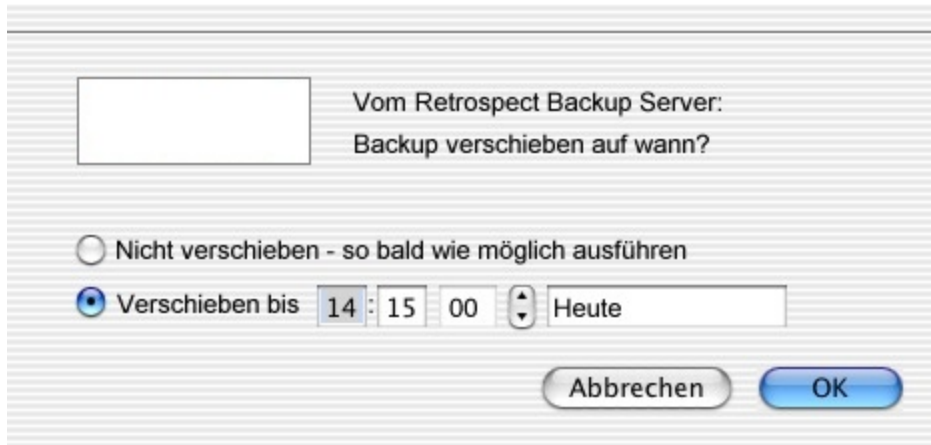 Vom Retrospect Backup Server:
Backup verschieben auf wann?
Nicht verschieben - so bald wie möglich ausführen
Verschieben bis 14:15 00 Heute
Abbrechen OK